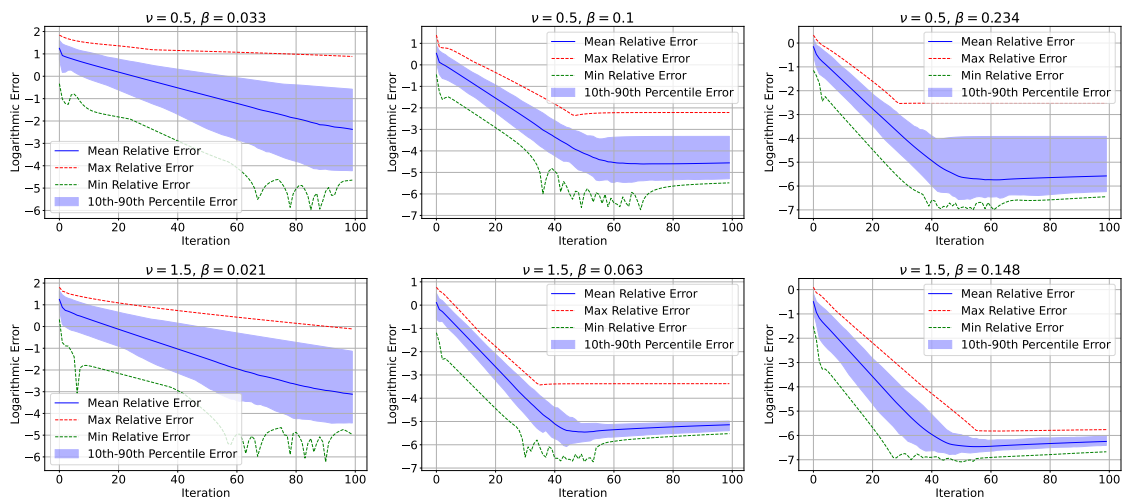 ν = 0.5, β = 0.033
Logarithmic Error
2
1
0
−1
−2
−3
−4
−5
−6
Mean Relative Error
Max Relative Error
Min Relative Error
10th-90th Percentile Error
0 20 40 60 80 100
Iteration
ν = 0.5, β = 0.1
Logarithmic Error
1
0
−1
−2
−3
−4
−5
−6
−7
Mean Relative Error
Max Relative Error
Min Relative Error
10th-90th Percentile Error
0 20 40 60 80 100
Iteration
ν = 0.5, β = 0.234
Logarithmic Error
0
−1
−2
−3
−4
−5
−6
−7
Mean Relative Error
Max Relative Error
Min Relative Error
10th-90th Percentile Error
0 20 40 60 80 100
Iteration
ν = 1.5, β = 0.021
Logarithmic Error
2
1
0
−1
−2
−3
−4
−5
−6
Mean Relative Error
Max Relative Error
Min Relative Error
10th-90th Percentile Error
0 20 40 60 80 100
Iteration
ν = 1.5, β = 0.063
Logarithmic Error
1
0
−1
−2
−3
−4
−5
−6
−7
Mean Relative Error
Max Relative Error
Min Relative Error
10th-90th Percentile Error
0 20 40 60 80 100
Iteration
ν = 1.5, β = 0.148
Logarithmic Error
0
−1
−2
−3
−4
−5
−6
−7
Mean Relative Error
Max Relative Error
Min Relative Error
10th-90th Percentile Error
0 20 40 60 80 100
Iteration